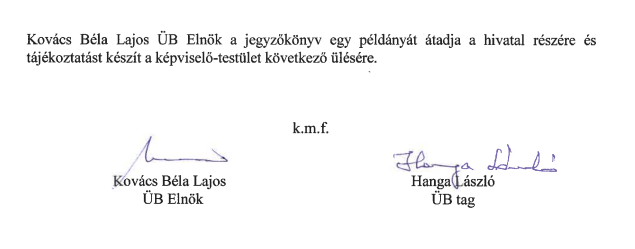 Kovács Béla Lajos ÜB Elnök a jegyzőkönyv egy példányát átadja a hivatal részére és
tájékoztatást készít a képviselő-testület következő ülésére.
k.m.f.
Hanga László
Kovács Béla Lajos Hanga László
ÜB Elnök ÜB tag